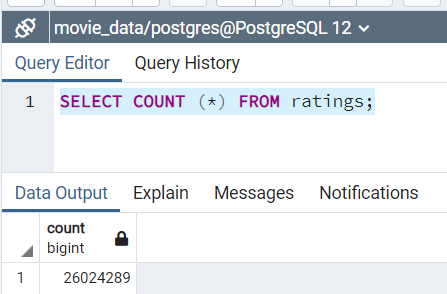 movie_data/postgres@PostgreSQL 12
Query Editor Query History
1 SELECT COUNT (*) FROM ratings;
Data Output Explain Messages Notifications
count
bigint
1 26024289